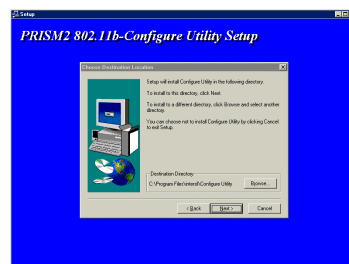 Setup
PRISM2 802.11b-Configure Utility Setup
Choose Destination Location
Setup will install Configure Utility in the following directory.
To install to this directory, click Next.
To install to a different directory, click Browse and select another
directory.
You can choose not to install Configure Utility by clicking Cancel
to exit Setup.
Destination Directory
C:\Program Files\Intersil\Configure Utility
Browse...
< Back
Next >
Cancel